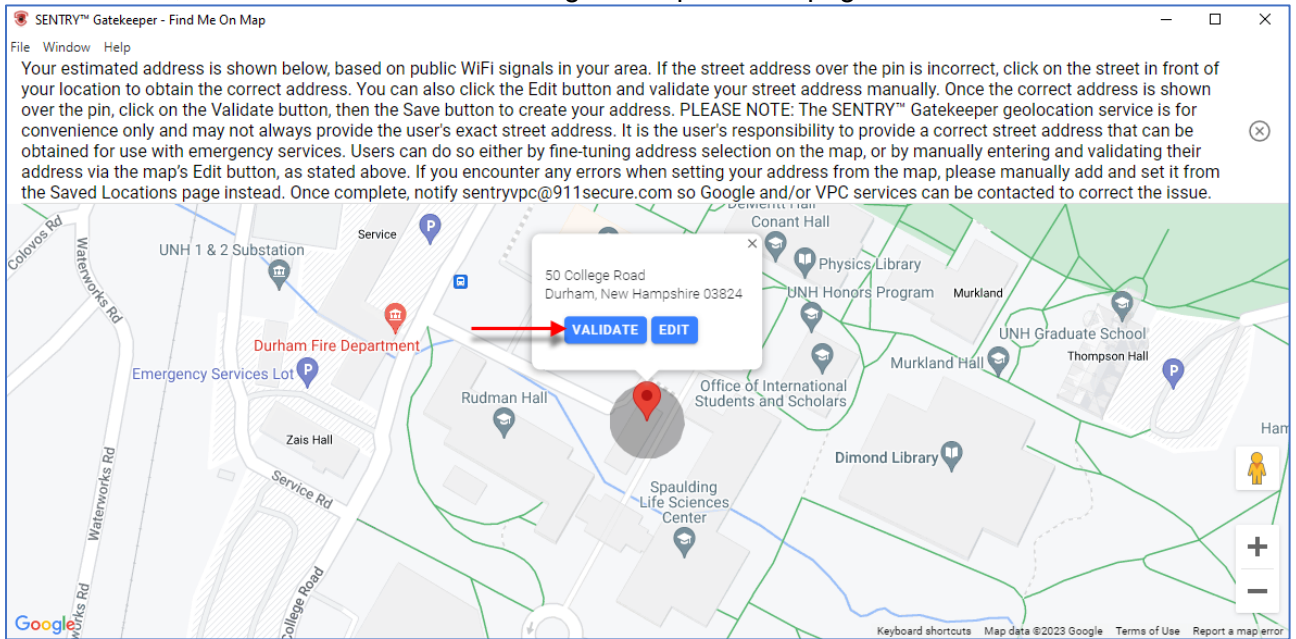 SENTRY™ Gatekeeper - Find Me On Map
File Window Help
Your estimated address is shown below, based on public WiFi signals in your area. If the street address over the pin is incorrect, click on the street in front of
your location to obtain the correct address. You can also click the Edit button and validate your street address manually. Once the correct address is shown
over the pin, click on the Validate button, then the Save button to create your address. PLEASE NOTE: The SENTRY™ Gatekeeper geolocation service is for
convenience only and may not always provide the user's exact street address. It is the user's responsibility to provide a correct street address that can be
obtained for use with emergency services. Users can do so either by fine-tuning address selection on the map, or by manually entering and validating their
address via the map's Edit button, as stated above. If you encounter any errors when setting your address from the map, please manually add and set it from
the Saved Locations page instead. Once complete, notify sentryvpc@911secure.com so Google and/or VPC services can be contacted to correct the issue.
Colovos Rd
Waterworks Rd
UNH 1 & 2 Substation
Service
P
Conant Hall
Physics Library
UNH Honors Program
Murkland
50 College Road
Durham, New Hampshire 03824
VALIDATE EDIT
Durham Fire Department
Emergency Services Lot P
UNH Graduate School
Thompson Hall
P
Murkland Hall
Rudman Hall
Office of International
Students and Scholars
Zais Hall
Ham
Dimond Library
Waterworks Rd
Service Rd
Spaulding
Life Sciences
Center
College Road
Waterworks Rd
Google
Keyboard shortcuts Map data ©2023 Google Terms of Use Report a map error